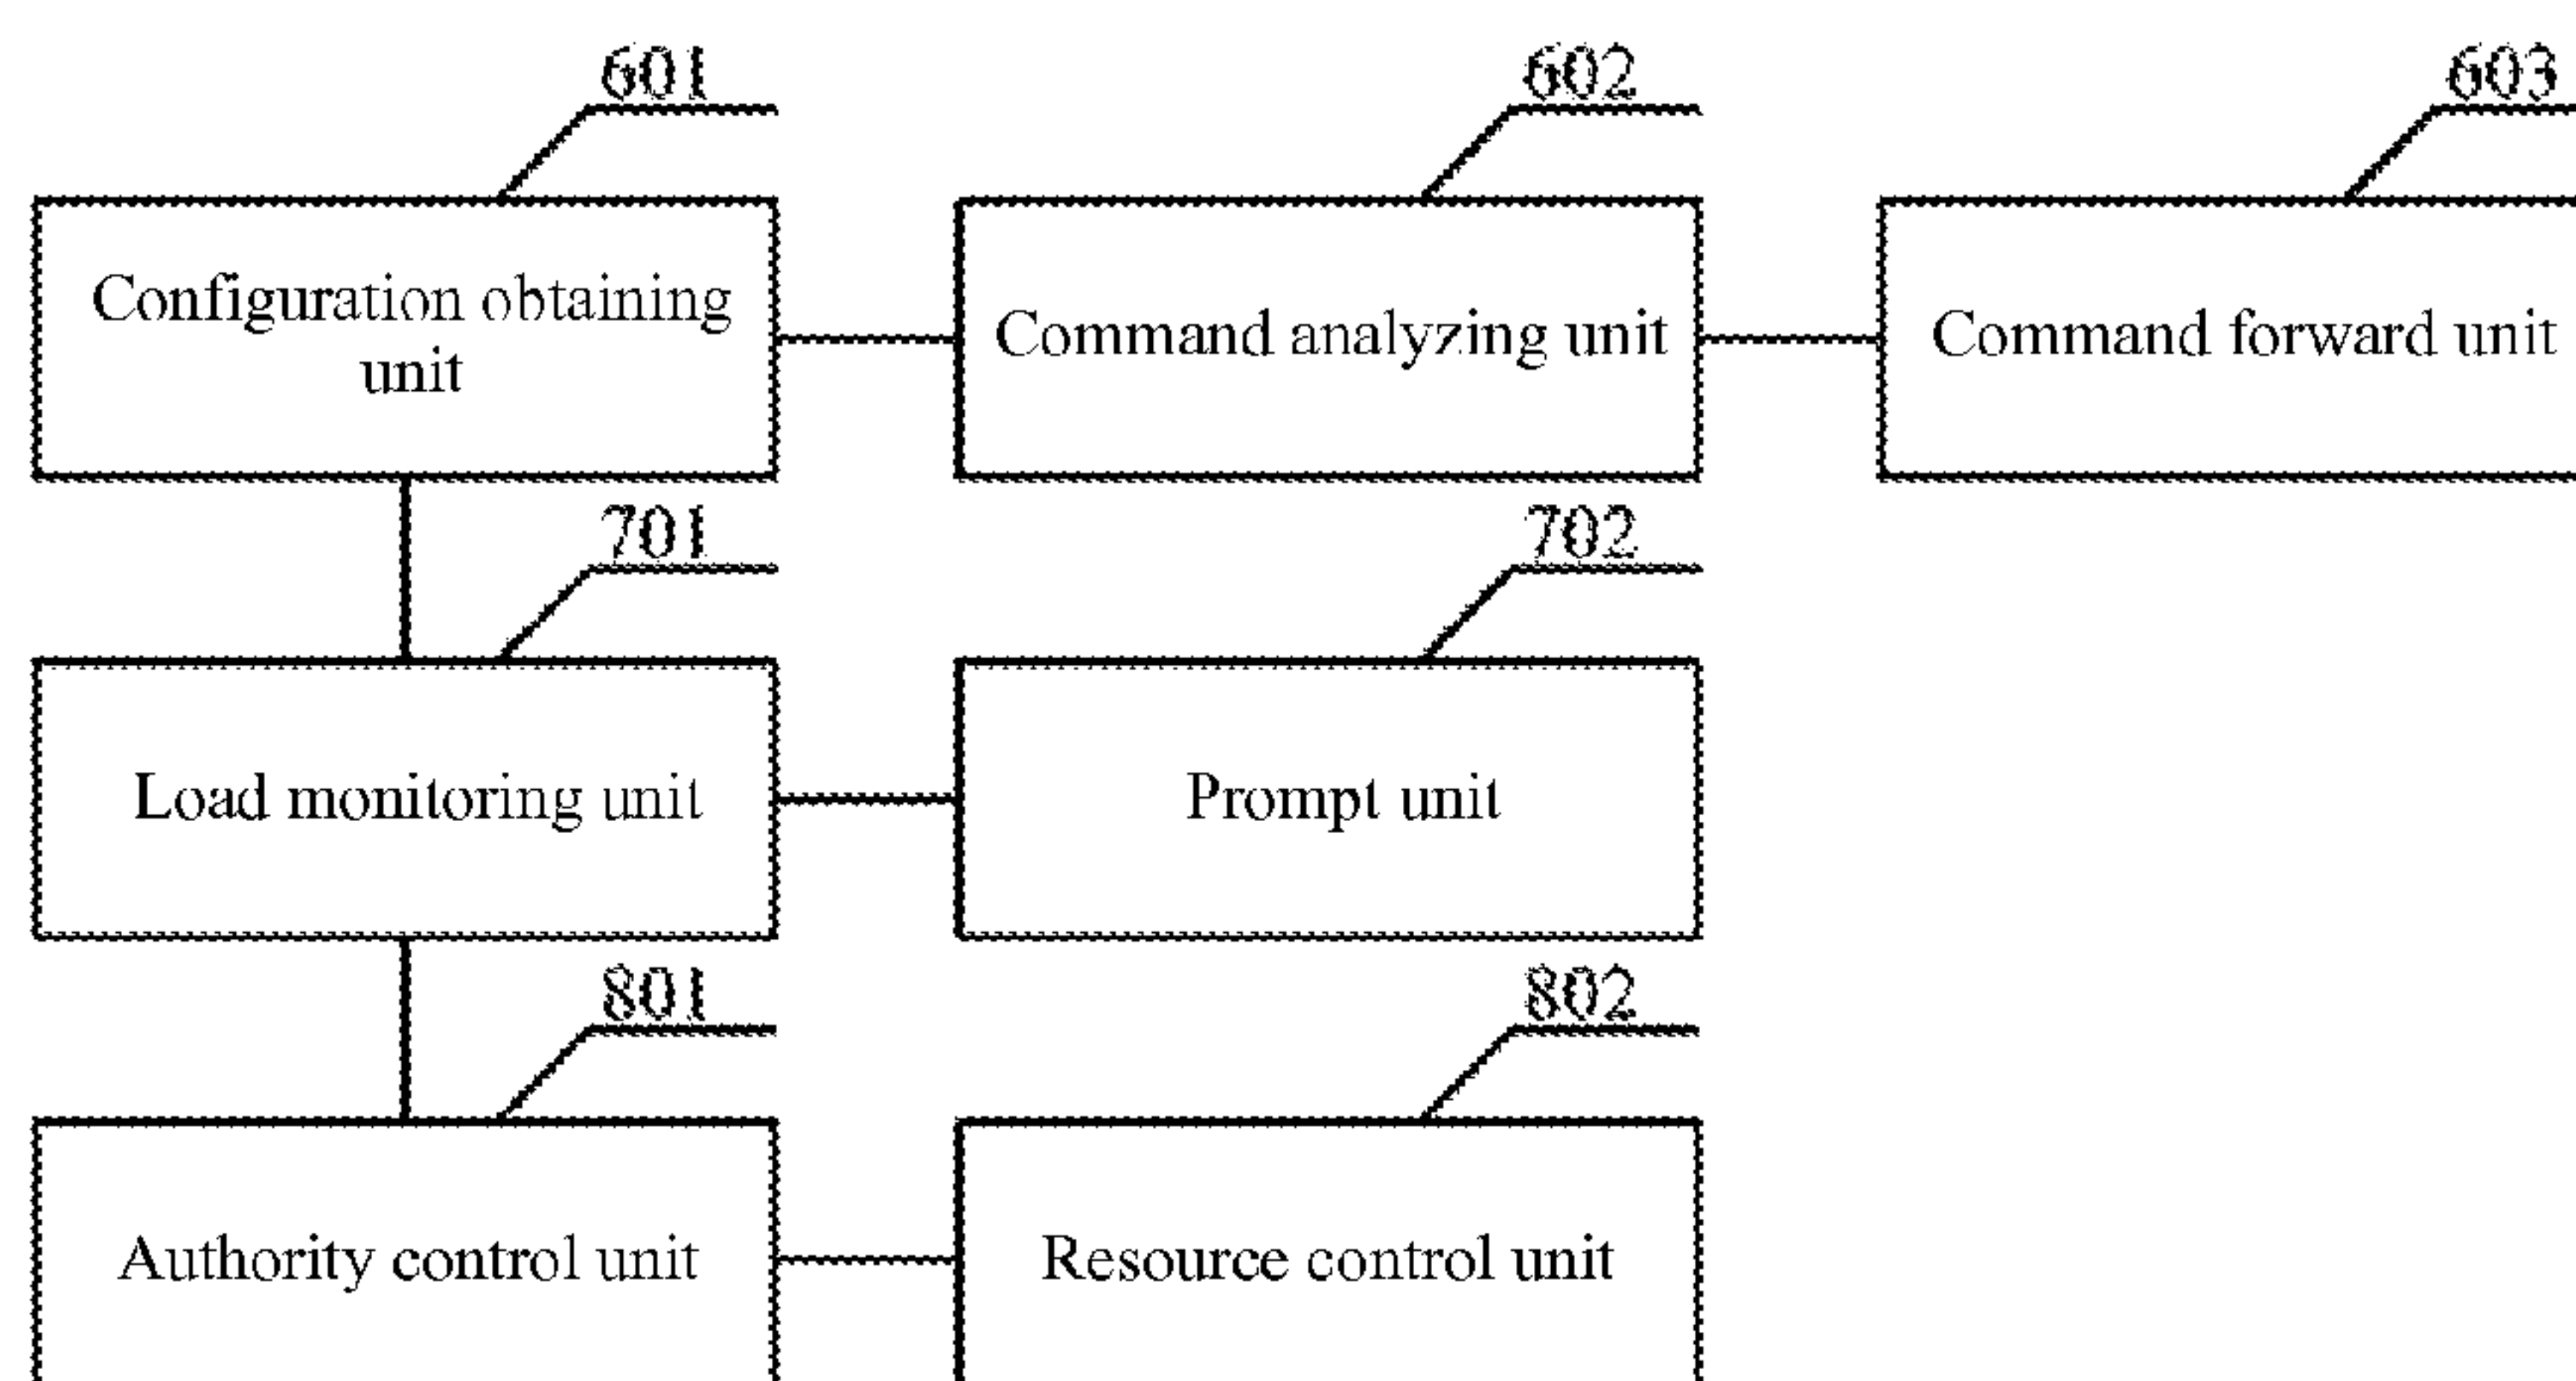 601
602
603
Configuration obtaining
unit
Command analyzing unit
Command forward unit
701
702
Load monitoring unit
Prompt unit
801
802
Authority control unit
Resource control unit